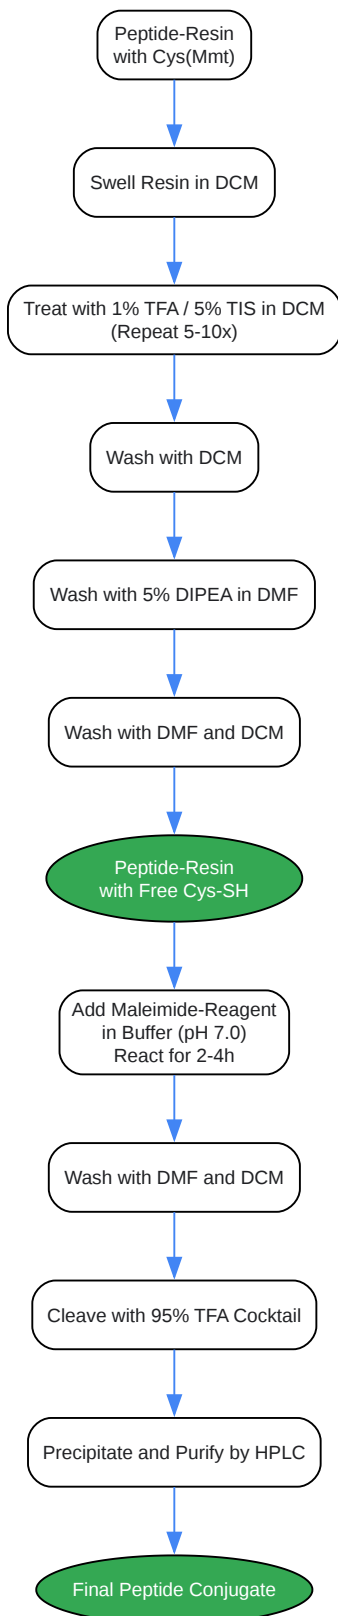 Peptide-Resin
with Cys(Mmt)
Swell Resin in DCM
Treat with 1% TFA / 5% TIS in DCM
(Repeat 5-10x)
Wash with DCM
Wash with 5% DIPEA in DMF
Wash with DMF and DCM
Peptide-Resin
with Free Cys-SH
Add Maleimide-Reagent
in Buffer (pH 7.0)
React for 2-4h
Wash with DMF and DCM
Cleave with 95% TFA Cocktail
Precipitate and Purify by HPLC
Final Peptide Conjugate